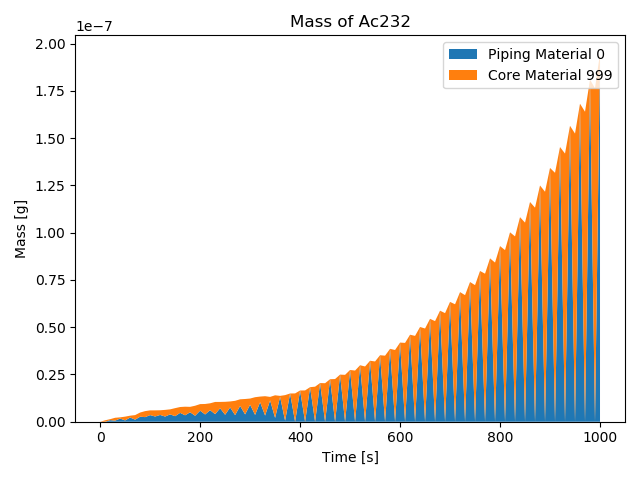 Mass of Ac232
1e−7
Piping Material 0
Core Material 999
2.00
1.75
1.50
1.25
1.00
0.75
0.50
0.25
0.00
Mass [g]
0 200 400 600 800 1000
Time [s]